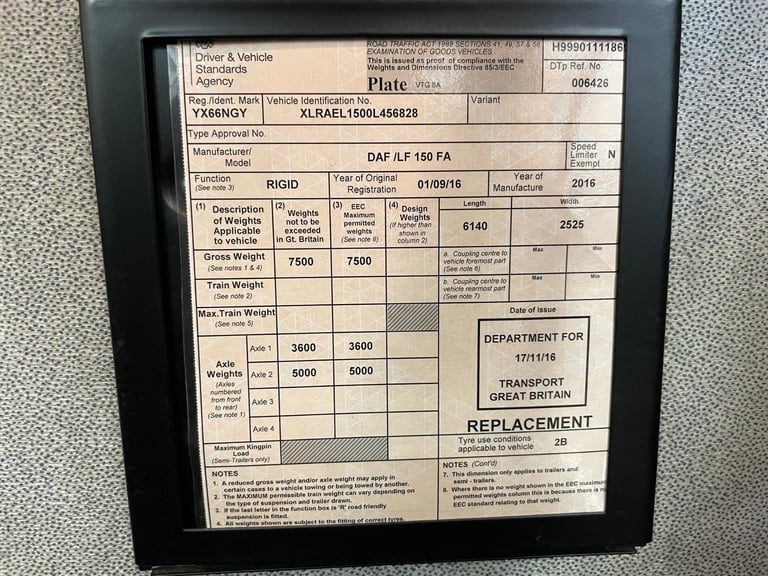 Driver & Vehicle
Standards
Agency
ROAD TRAFFIC ACT 1988 SECTIONS 41, 49, 57 & 58
EXAMINATION OF GOODS VEHICLES
This is issued as proof of compliance with the
Weights and Dimensions Directive 85/3/EEC
Plate VTG 6A
H9990111186
DTp Ref. No.
006426
Reg./Ident. Mark
YX66NGY
Vehicle Identification No.
XLRAEL1500L456828
Variant
Type Approval No.
Manufacturer/
Model
DAF /LF 150 FA
Speed
Limiter
Exempt
N
Function
(See note 3)
RIGID
Year of Original
Registration
01/09/16
Year of
Manufacture
2016
(1) Description
of Weights
Applicable
to vehicle
(2) Weights
not to be
exceeded
in Gt. Britain
(3) EEC
Maximum
permitted
weights
(See note 8)
(4) Design
Weights
(If higher than
shown in
column 2)
Length
6140
Width
2525
Gross Weight
(See notes 1 & 4)
7500 7500
a. Coupling centre to
vehicle foremost part
(See note 6)
Max Min
Train Weight
(See note 2)
b. Coupling centre to
vehicle rearmost part
(See note 7)
Max Min
Max.Train Weight
(See note 5)
Axle
Weights
(Axles
numbered
from front
to rear)
(See note 1)
Axle 1 3600 3600
Axle 2 5000 5000
Axle 3
Axle 4
Date of Issue
DEPARTMENT FOR
17/11/16
TRANSPORT
GREAT BRITAIN
REPLACEMENT
Maximum Kingpin
Load
(Semi-Trailers only)
Tyre use conditions
applicable to vehicle
2B
NOTES
1. A reduced gross weight and/or axle weight may apply in
certain cases to a vehicle towing or being towed by another.
2. The MAXIMUM permissible train weight can vary depending on
the type of suspension and trailer drawn.
3. If the last letter in the function box is 'R' road friendly
suspension is fitted.
4. All weights shown are subject to the fitting of correct tyres.
NOTES (Cont'd)
7. This dimension only applies to trailers and
semi - trailers.
8. Where there is no weight shown in the EEC maximum
permitted weights column this is because there is
EEC standard relating to that weight.